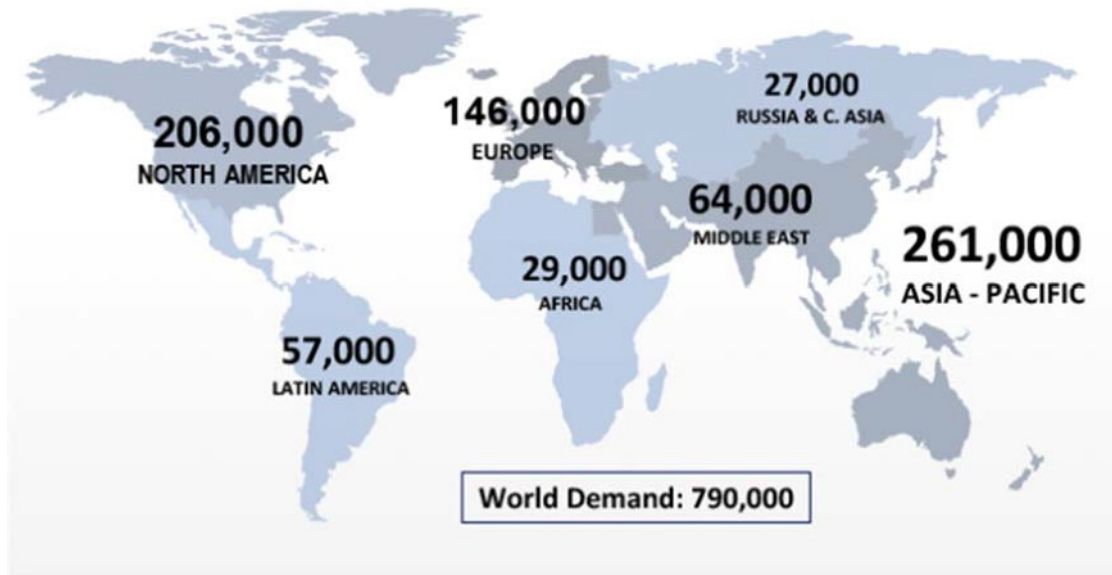 206,000
NORTH AMERICA
146,000
EUROPE
27,000
RUSSIA & C. ASIA
64,000
MIDDLE EAST
261,000
ASIA - PACIFIC
29,000
AFRICA
57,000
LATIN AMERICA
World Demand: 790,000